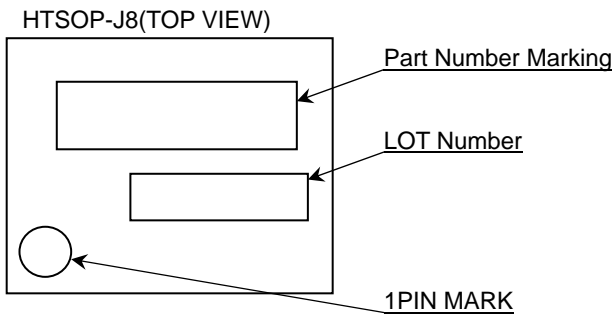 HTSOP-J8(TOP VIEW)
Part Number Marking
LOT Number
1PIN MARK